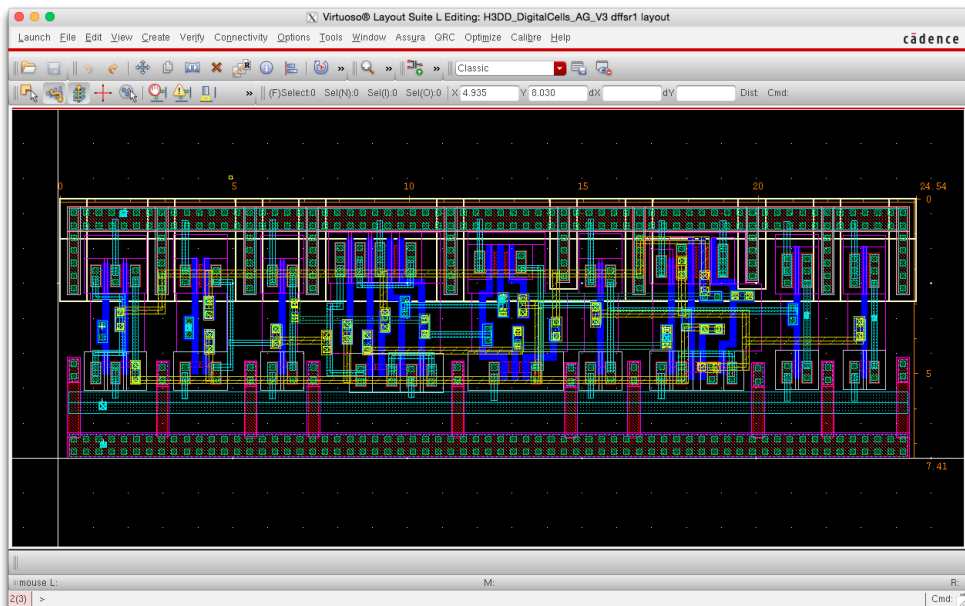 Virtuoso® Layout Suite L Editing: H3DD_DigitalCells_AG_V3 dffsr1 layout
Launch File Edit View Create Verify Connectivity Options Tools Window Assura QRC Optimize Calibre Help
cādence
» » » Classic
» (F)Select:0 Sel(N):0 Sel(I):0 Sel(O):0 X 4.935 Y 8.030 dX dY Dist: Cmd:
0 5 10 15 20 24.54
0
5
7.41
mouse L: M: R:
2(3) > Cmd: